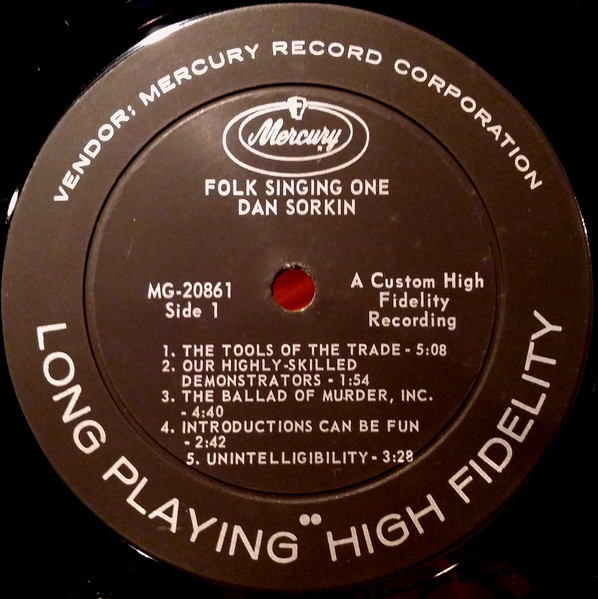 VENDOR: MERCURY RECORD CORPORATION
Mercury
FOLK SINGING ONE
DAN SORKIN
MG-20861
Side 1
A Custom High
Fidelity
Recording
1. THE TOOLS OF THE TRADE - 5:08
2. OUR HIGHLY-SKILLED
DEMONSTRATORS - 1:54
3. THE BALLAD OF MURDER, INC.
- 4:40
4. INTRODUCTIONS CAN BE FUN
- 2:42
5. UNINTELLIGIBILITY - 3:28
LONG PLAYING HIGH FIDELITY